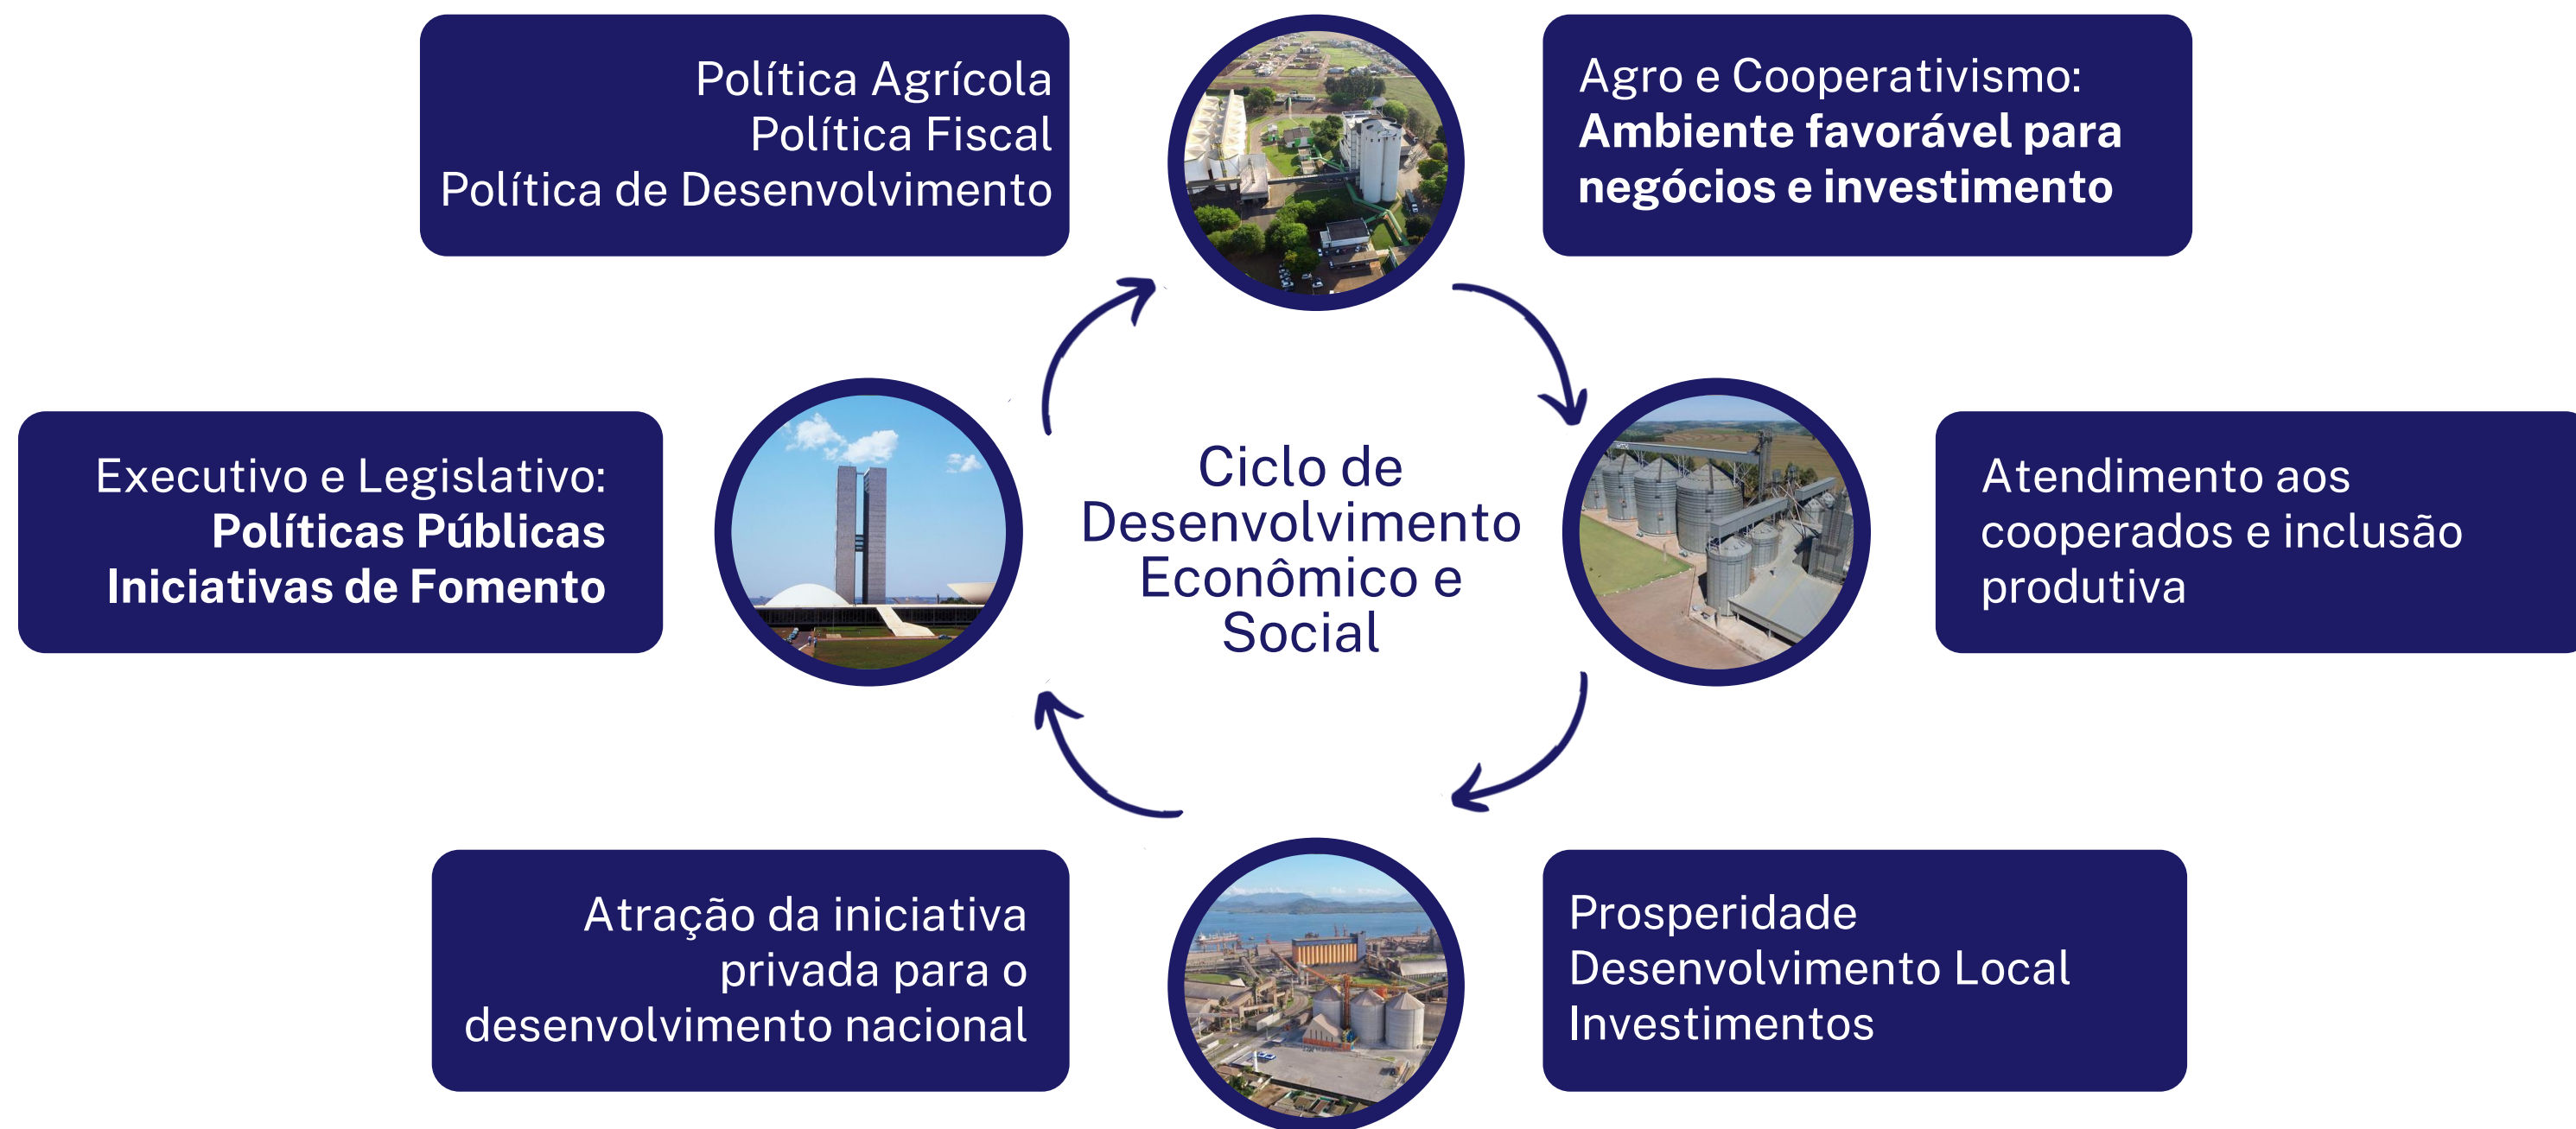 Política Agrícola
Política Fiscal
Política de Desenvolvimento
Agro e Cooperativismo:
Ambiente favorável para
negócios e investimento
Executivo e Legislativo:
Políticas Públicas
Iniciativas de Fomento
Ciclo de
Desenvolvimento
Econômico e
Social
Atendimento aos
cooperados e inclusão
produtiva
Atração da iniciativa
privada para o
desenvolvimento nacional
Prosperidade
Desenvolvimento Local
Investimentos